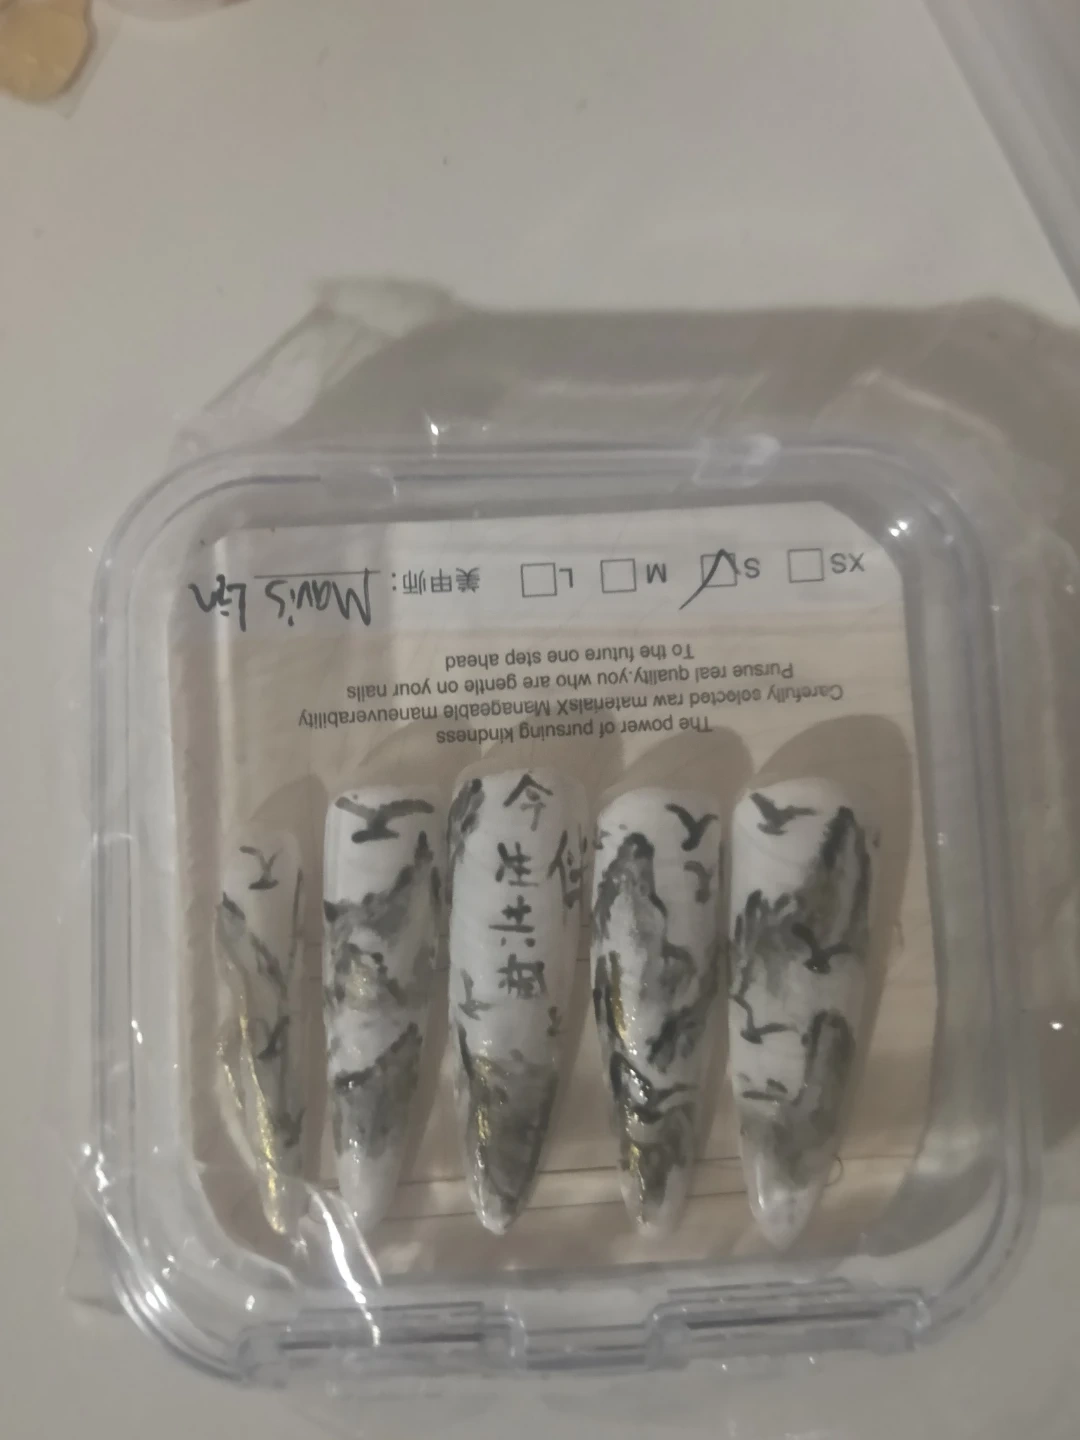 今生共
The power of pursuing kindness
Carefully selected raw materialsX Manageable maneuverability
Pursue real quality.you who are gentle on your nails
To the future one step ahead
XS S M L 美甲师: Mavis Lin